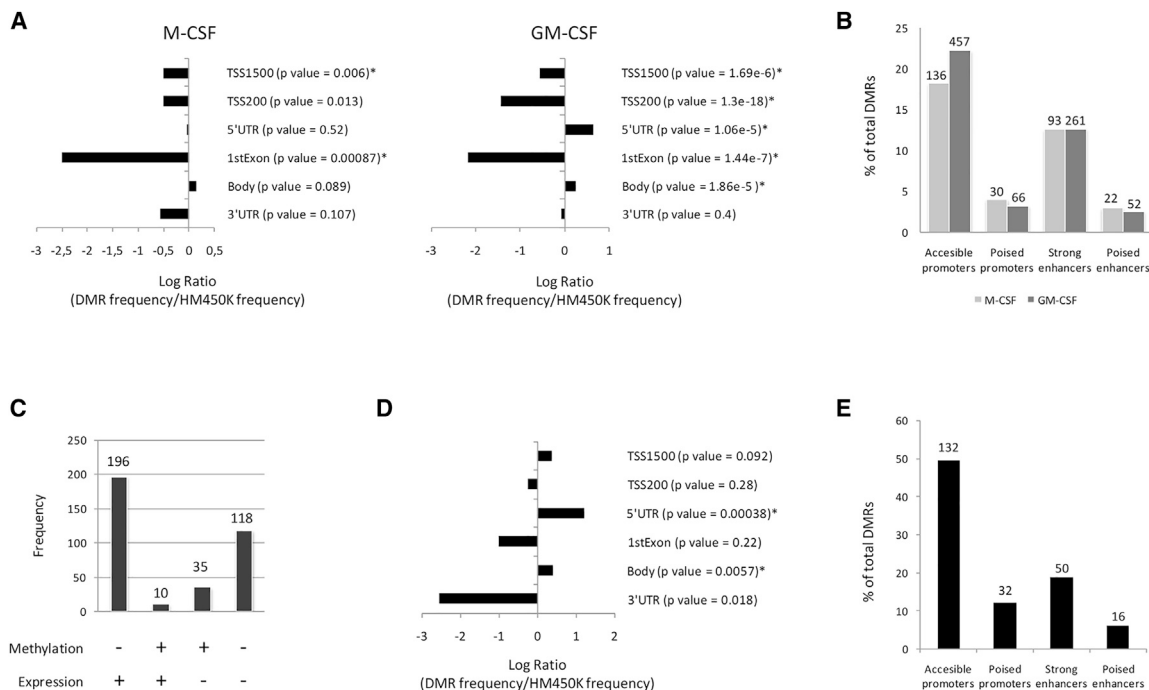 A
M-CSF
TSS1500 (p value = 0.006)*
TSS200 (p value = 0.013)
5'UTR (p value = 0.52)
1stExon (p value = 0.00087)*
Body (p value = 0.089)
3'UTR (p value = 0.107)
-3 -2,5 -2 -1,5 -1 -0,5 0 0,5
Log Ratio
(DMR frequency/HM450K frequency)
GM-CSF
TSS1500 (p value = 1.69e-6)*
TSS200 (p value = 1.3e-18)*
5'UTR (p value = 1.06e-5)*
1stExon (p value = 1.44e-7)*
Body (p value = 1.86e-5)*
3'UTR (p value = 0.4)
-3 -2 -1 0 1 2
Log Ratio
(DMR frequency/HM450K frequency)
B
% of total DMRs
25
20
15
10
5
0
136 457
30 66
93 261
22 52
Accesible promoters
Poised promoters
Strong enhancers
Poised enhancers
M-CSF GM-CSF
C
Frequency
250
200
150
100
50
0
196
10
35
118
Methylation - + + -
Expression + + - -
D
TSS1500 (p value = 0.092)
TSS200 (p value = 0.28)
5'UTR (p value = 0.00038)*
1stExon (p value = 0.22)
Body (p value = 0.0057)*
3'UTR (p value = 0.018)
-3 -2 -1 0 1 2
Log Ratio
(DMR frequency/HM450K frequency)
E
% of total DMRs
60
50
40
30
20
10
0
132
32
50
16
Accesible promoters
Poised promoters
Strong enhancers
Poised enhancers